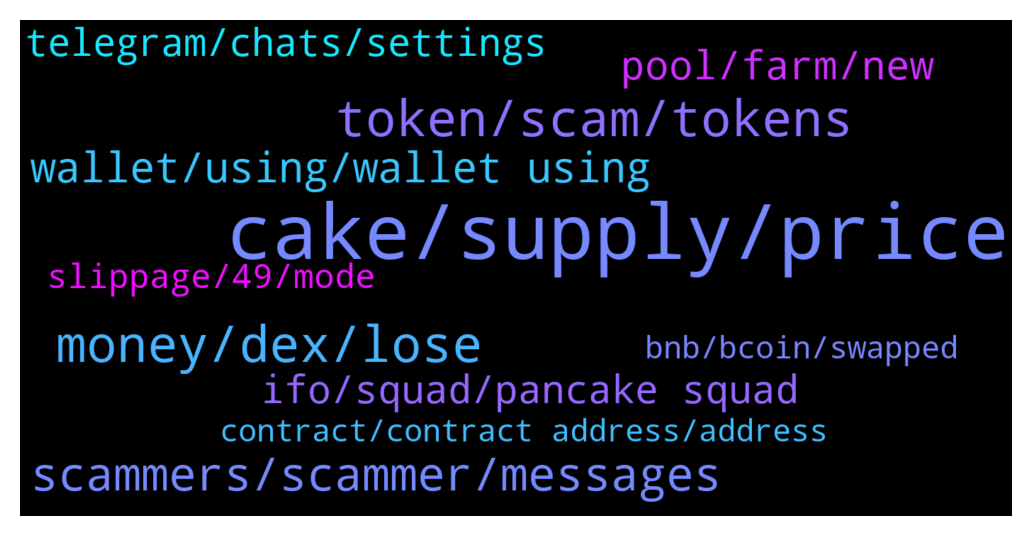 telegram/chats/settings
pool/farm/new
token/scam/tokens
wallet/using/wallet using
cake/supply/price
slippage/49/mode
money/dex/lose
bnb/bcoin/swapped
ifo/squad/pancake squad
contract/contract address/address
scammers/scammer/messages